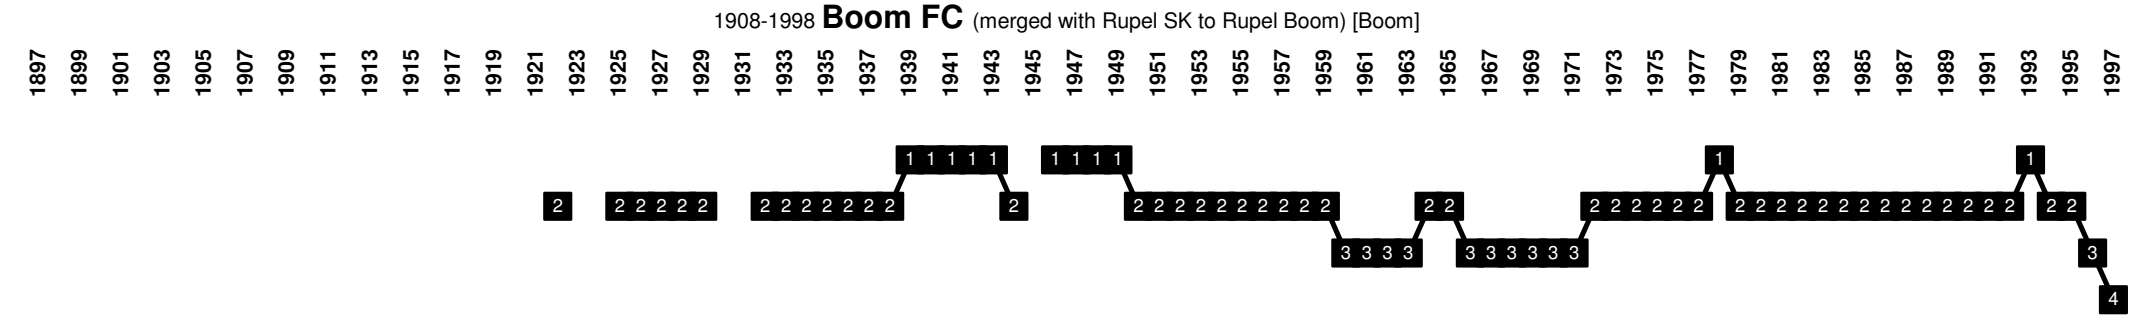 1908-1998 Boom FC (merged with Rupel SK to Rupel Boom) [Boom]
1897 1899 1901 1903 1905 1907 1909 1911 1913 1915 1917 1919 1921 1923 1925 1927 1929 1931 1933 1935 1937 1939 1941 1943 1945 1947 1949 1951 1953 1955 1957 1959 1961 1963 1965 1967 1969 1971 1973 1975 1977 1979 1981 1983 1985 1987 1989 1991 1993 1995 1997
1 1 1 1 1 1 1 1 1 1 1
2 2 2 2 2 2 2 2 2 2 2 2 2 2 2 2 2 2 2 2 2 2 2 2 2 2 2 2 2 2 2 2 2 2 2 2 2 2 2 2 2 2 2 2 2 2 2 2
3 3 3 3 3 3 3 3 3 3 3
4